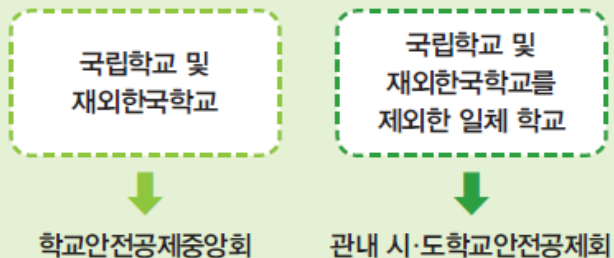 국립학교 및
재외한국학교
국립학교 및
재외한국학교를
제외한 일체 학교
학교안전공제중앙회
관내 시·도학교안전공제회